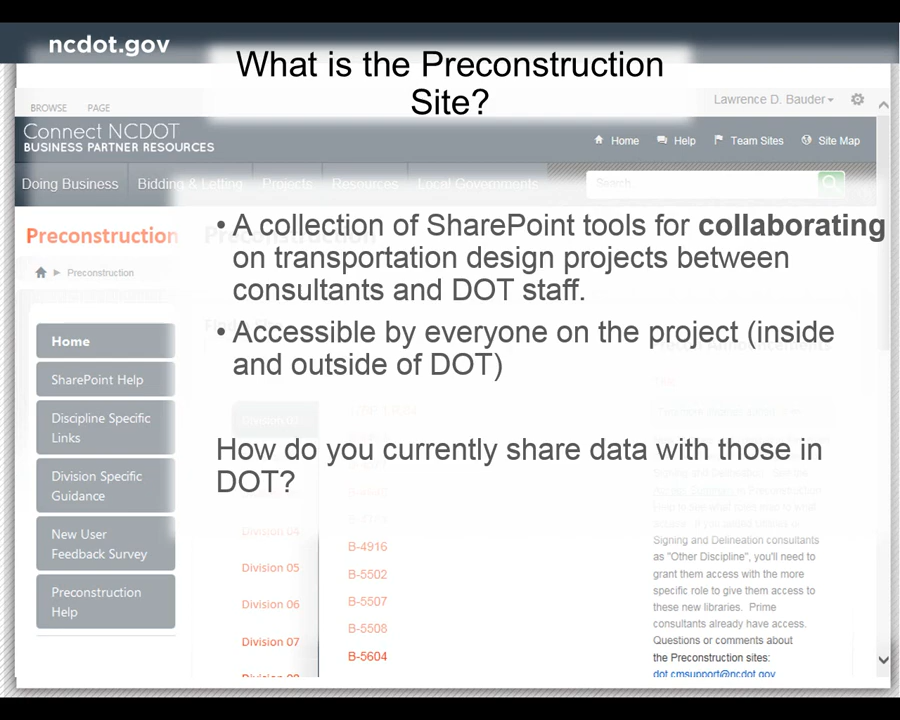 ncdot.gov
What is the Preconstruction
Site?
BROWSE PAGE
Lawrence D. Bauder
Connect NCDOT
BUSINESS PARTNER RESOURCES
Home Help Team Sites Site Map
Doing Business Bidding & Letting Projects Resources Local Governments
Search
Preconstruction
Preconstruction
• A collection of SharePoint tools for collaborating
on transportation design projects between
consultants and DOT staff.
• Accessible by everyone on the project (inside
and outside of DOT)
How do you currently share data with those in
DOT?
Home
SharePoint Help
Discipline Specific
Links
Division Specific
Guidance
New User
Feedback Survey
Preconstruction
Help
Division 04
Division 05
Division 06
Division 07
B-4916
B-5502
B-5507
B-5508
B-5604
Signing and Delineation consultants
as "Other Discipline", you'll need to
grant them access with the more
specific role to give them access to
these new libraries. Prime
consultants already have access.
Questions or comments about
the Preconstruction sites:
dot.cmsupport@ncdot.gov